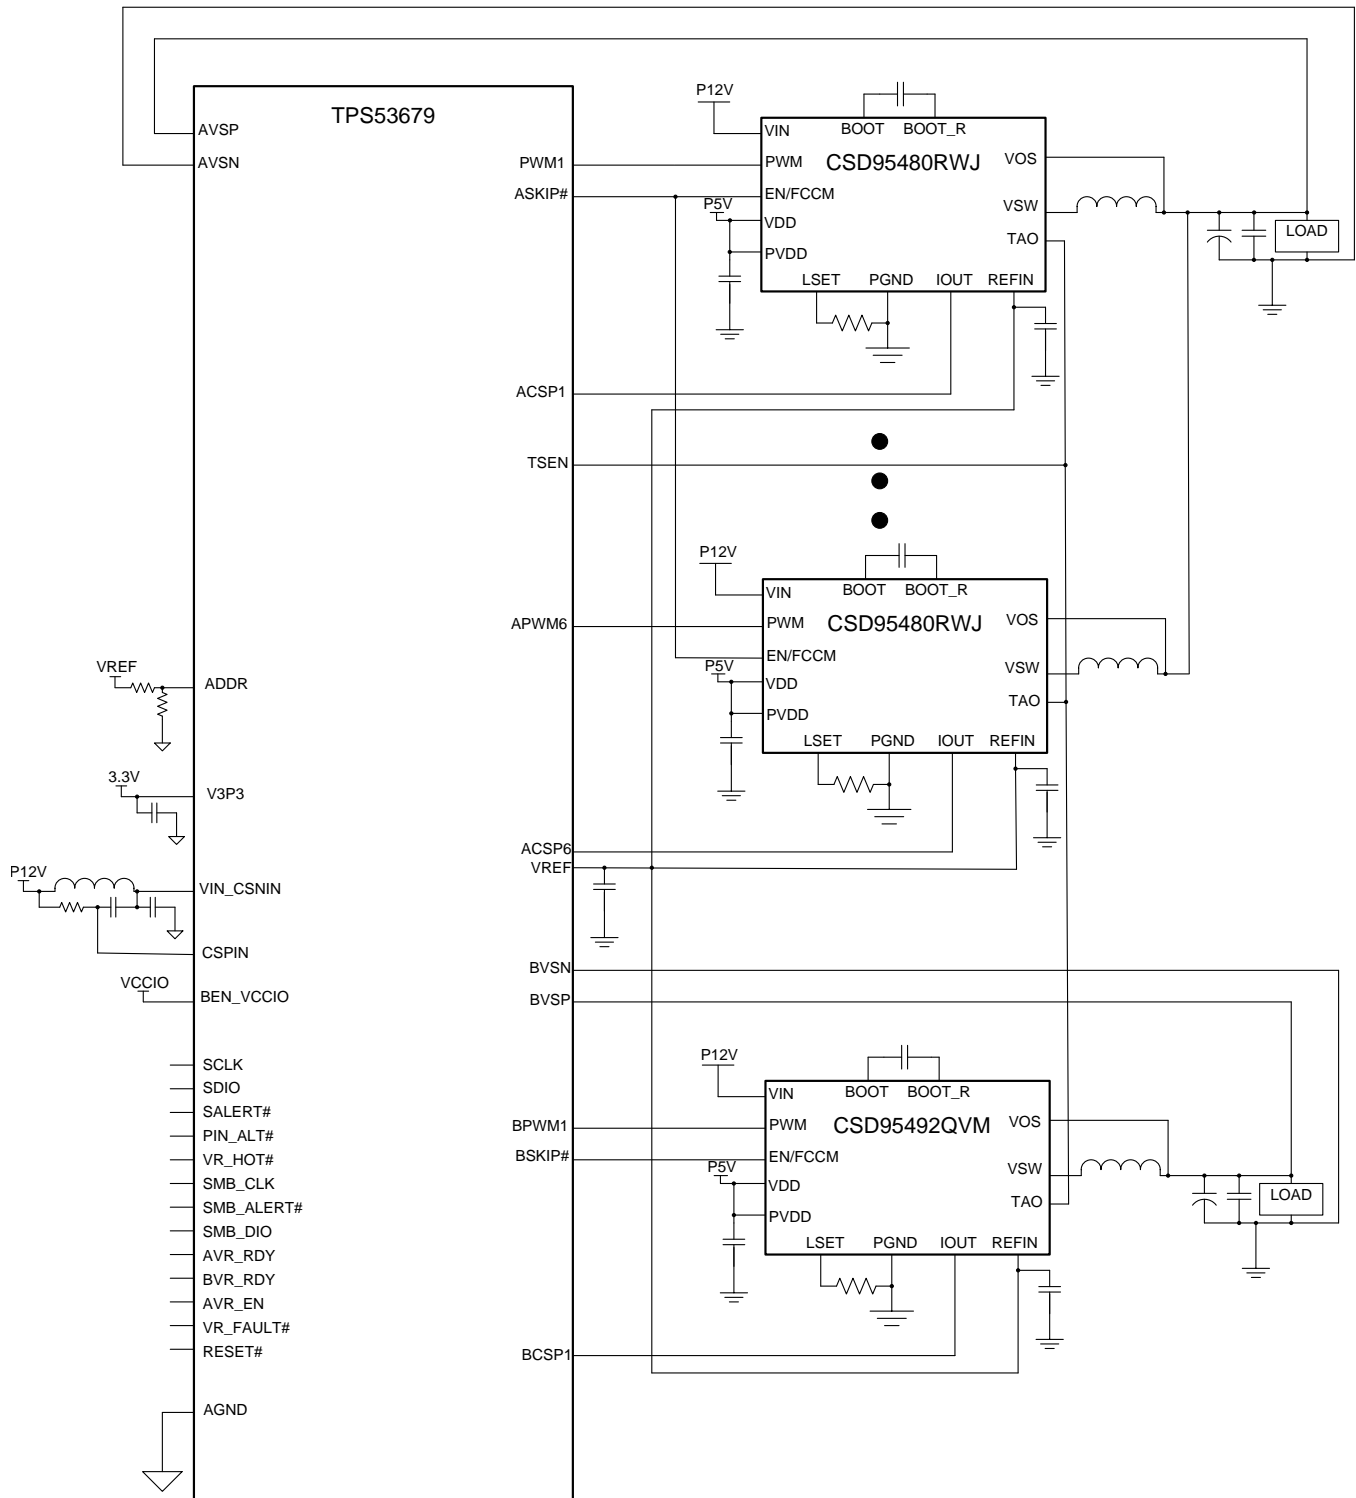 TPS53679
AVSP
AVSN
PWM1
ASKIP#
ACSP1
TSEN
APWM6
VREF
ADDR
3.3V
V3P3
ACSP6
VREF
P12V
VIN_CSNIN
CSPIN
VCCIO
BEN_VCCIO
BVSN
BVSP
SCLK
SDIO
SALERT#
PIN_ALT#
VR_HOT#
SMB_CLK
SMB_ALERT#
SMB_DIO
AVR_RDY
BVR_RDY
AVR_EN
VR_FAULT#
RESET#
BPWM1
BSKIP#
BCSP1
AGND
P12V
BOOT BOOT_R
VIN
CSD95480RWJ
PWM
EN/FCCM
P5V
VDD
PVDD
VOS
VSW
TAO
LSET PGND IOUT REFIN
LOAD
P12V
BOOT BOOT_R
VIN
CSD95480RWJ
PWM
EN/FCCM
P5V
VDD
PVDD
VOS
VSW
TAO
LSET PGND IOUT REFIN
P12V
BOOT BOOT_R
VIN
CSD95492QVM
PWM
EN/FCCM
P5V
VDD
PVDD
VOS
VSW
TAO
LSET PGND IOUT REFIN
LOAD